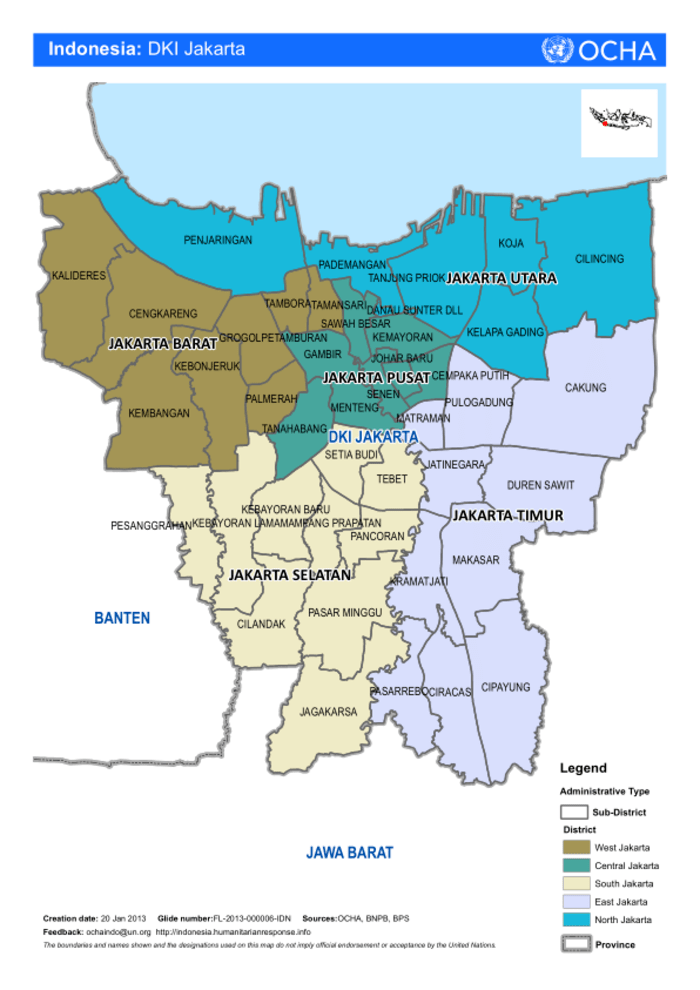 Indonesia: DKI Jakarta
OCHA
PENJARINGAN
KOJA
CILINCING
PADEMANGAN
KALIDERES
TANJUNG PRIOK
JAKARTA UTARA
TAMBORA
TAMANSARI
DANAU SUNTER DLL
CENGKARENG
SAWAH BESAR
KELAPA GADING
GROGOLPETAMBURAN
KEMAYORAN
JAKARTA BARAT
GAMBIR
JOHAR BARU
KEBONJERUK
JAKARTA PUSAT
CEMPAKA PUTIH
CAKUNG
SENEN
PALMERAH
MENTENG
PULOGADUNG
KEMBANGAN
MATRAMAN
TANAHABANG
DKI JAKARTA
SETIA BUDI
JATINEGARA
TEBET
DUREN SAWIT
KEBAYORAN BARU
JAKARTA TIMUR
PESANGGRAHAN
KEBAYORAN LAMA
MAMPANG PRAPATAN
PANCORAN
MAKASAR
JAKARTA SELATAN
KRAMATJATI
PASAR MINGGU
BANTEN
CILANDAK
PASARREBO
CIRACAS
CIPAYUNG
JAGAKARSA
JAWA BARAT
Legend
Administrative Type
Sub-District
District
West Jakarta
Central Jakarta
South Jakarta
East Jakarta
North Jakarta
Province
Creation date: 20 Jan 2013 Glide number:FL-2013-000006-IDN Sources:OCHA, BNPB, BPS
Feedback: ochaindo@un.org http://indonesia.humanitarianresponse.info
The boundaries and names shown and the designations used on this map do not imply official endorsement or acceptance by the United Nations.